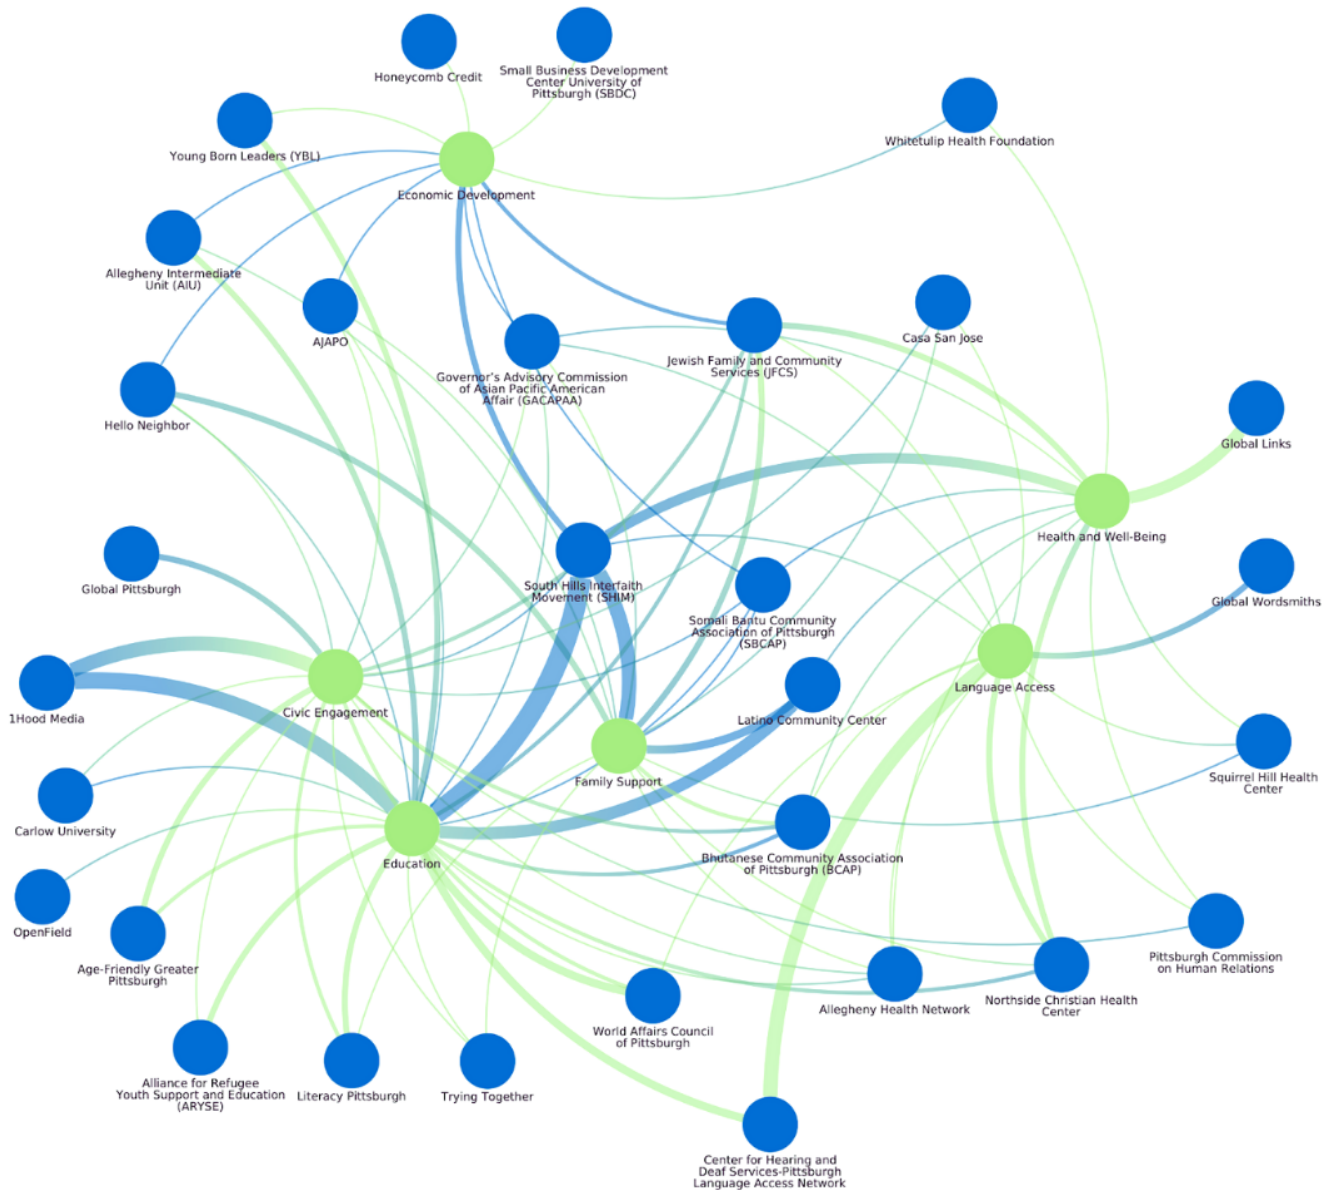 Honeycomb Credit
Small Business Development
Center University of
Pittsburgh (SBDC)
Whitetulip Health Foundation
Young Born Leaders (YBL)
Economic Development
Allegheny Intermediate
Unit (AIU)
AJAPO
Casa San Jose
Jewish Family and Community
Services (JFCS)
Governor's Advisory Commission
of Asian Pacific American
Affair (GACAPAA)
Hello Neighbor
Global Links
Health and Well-Being
Global Pittsburgh
South Hills Interfaith
Movement (SHIM)
Global Wordsmiths
Somali Bantu Community
Association of Pittsburgh
(SBCAP)
Language Access
Civic Engagement
1Hood Media
Latino Community Center
Family Support
Squirrel Hill Health
Center
Carlow University
Education
Bhutanese Community Association
of Pittsburgh (BCAP)
OpenField
Age-Friendly Greater
Pittsburgh
Pittsburgh Commission
on Human Relations
Allegheny Health Network
Northside Christian Health
Center
World Affairs Council
of Pittsburgh
Alliance for Refugee
Youth Support and Education
(ARYSE)
Literacy Pittsburgh
Trying Together
Center for Hearing and
Deaf Services-Pittsburgh
Language Access Network